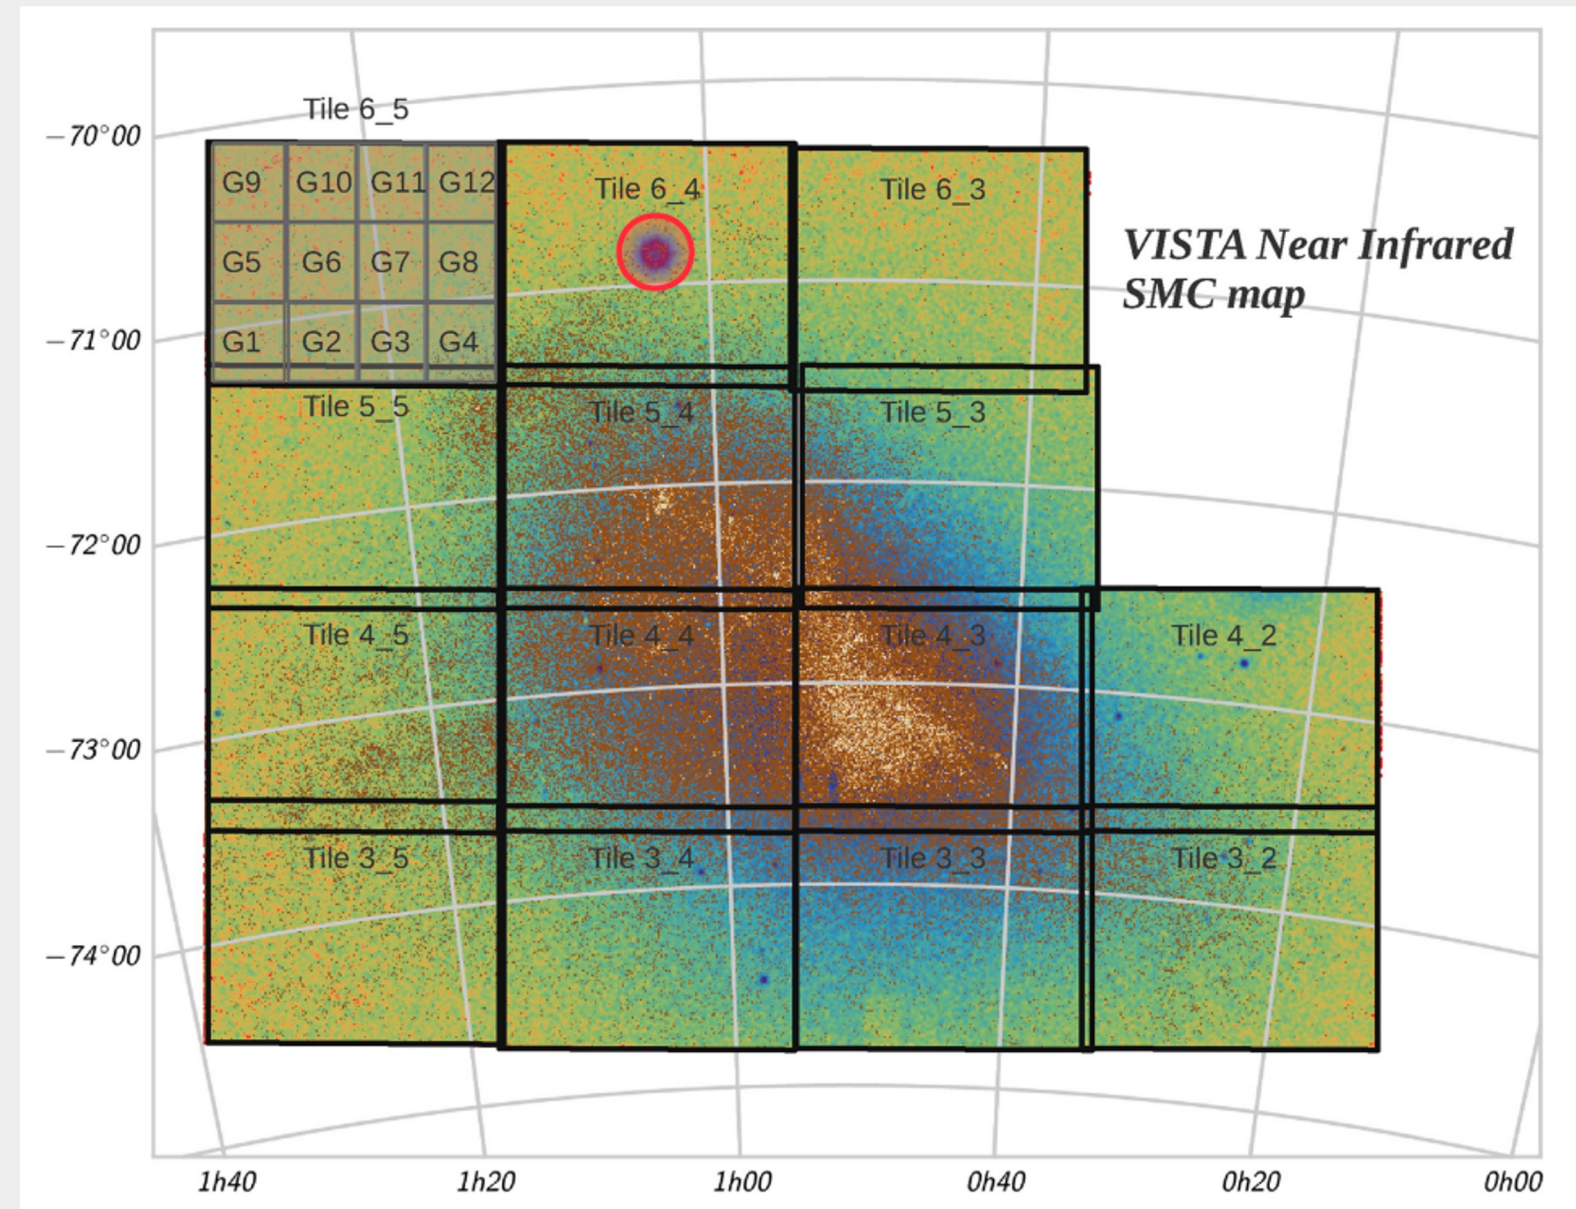 Tile 6_5
−70°00
G9 G10 G11 G12
Tile 6_4
Tile 6_3
G5 G6 G7 G8
VISTA Near Infrared
SMC map
−71°00
G1 G2 G3 G4
Tile 5_5
Tile 5_4
Tile 5_3
−72°00
Tile 4_5
Tile 4_4
Tile 4_3
Tile 4_2
−73°00
Tile 3_5
Tile 3_4
Tile 3_3
Tile 3_2
−74°00
1h40 1h20 1h00 0h40 0h20 0h00